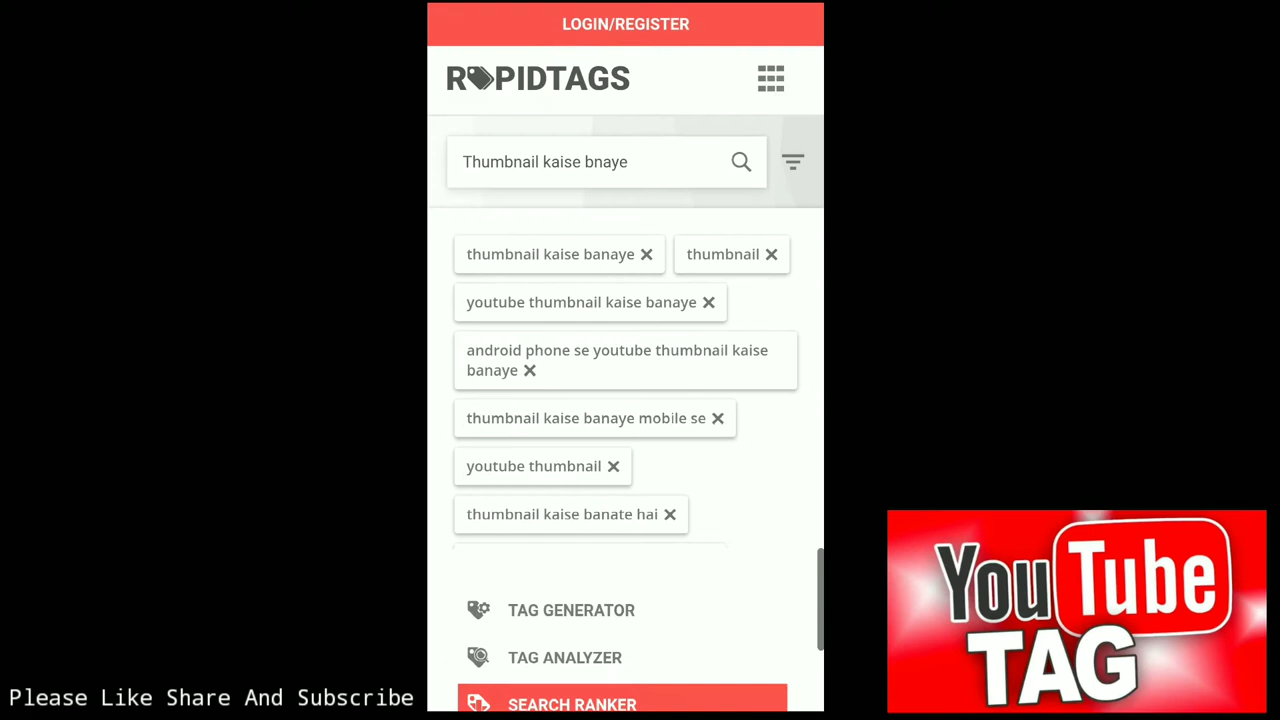 LOGIN/REGISTER
RAPIDTAGS
Thumbnail kaise bnaye
thumbnail kaise banaye
thumbnail
youtube thumbnail kaise banaye
android phone se youtube thumbnail kaise
banaye
thumbnail kaise banaye mobile se
youtube thumbnail
thumbnail kaise banate hai
TAG GENERATOR
TAG ANALYZER
SEARCH RANKER
Please Like Share And Subscribe
YouTube
TAG